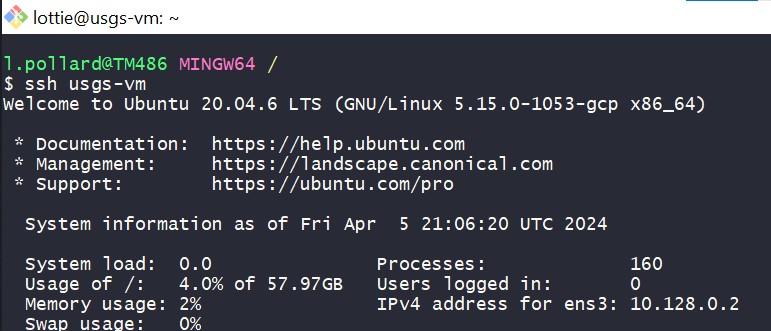 lottie@usgs-vm: ~
l.pollard@TM486 MINGW64 /
$ ssh usgs-vm
Welcome to Ubuntu 20.04.6 LTS (GNU/Linux 5.15.0-1053-gcp x86_64)
* Documentation:  https://help.ubuntu.com
* Management:     https://landscape.canonical.com
* Support:        https://ubuntu.com/pro
System information as of Fri Apr  5 21:06:20 UTC 2024
System load:  0.0                Processes:             160
Usage of /:   4.0% of 57.97GB   Users logged in:       0
Memory usage: 2%                 IPv4 address for ens3: 10.128.0.2
Swap usage:   0%